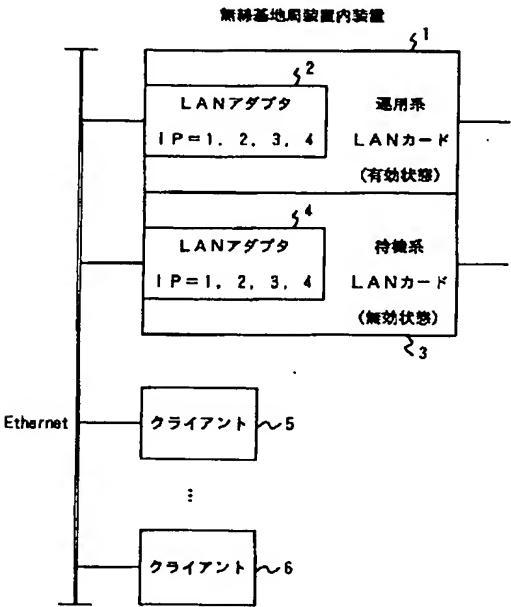 無線基地局装置内装置
1
2
LANアダプタ
IP=1, 2, 3, 4
運用系
LANカード
(有効状態)
4
LANアダプタ
IP=1, 2, 3, 4
待機系
LANカード
(無効状態)
3
Ethernet
クライアント
5
⋮
クライアント
6